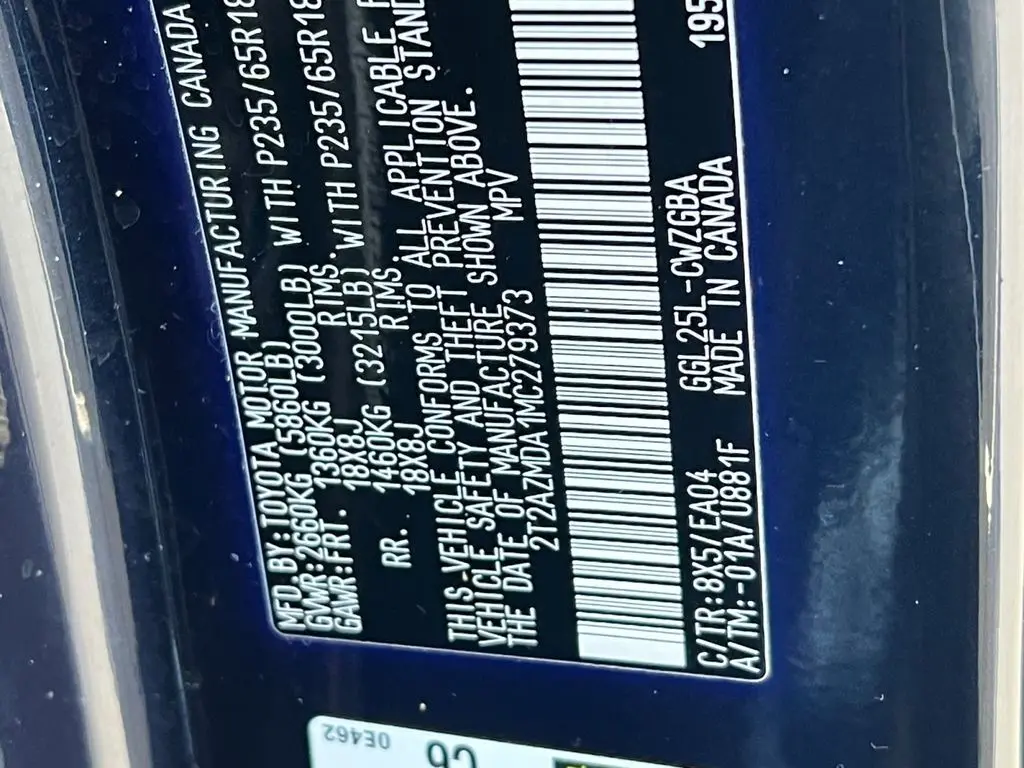 MFD.BY:TOYOTA MOTOR MANUFACTURING CANADA
GVWR:2660KG (5860LB)
GAWR:FRT. 1360KG (3000LB) WITH P235/65R18
18X8J RIMS.
RR. 1460KG (3215LB) WITH P235/65R18
18X8J RIMS.
THIS VEHICLE CONFORMS TO ALL APPLICABLE
VEHICLE SAFETY AND THEFT PREVENTION STAND
THE DATE OF MANUFACTURE SHOWN ABOVE.
2T2AZMDA1MC279373 MPV
C/TR:8X5/EA04 GGL25L-CWZGBA 195
A/TM:-01A/U881F MADE IN CANADA
0E462